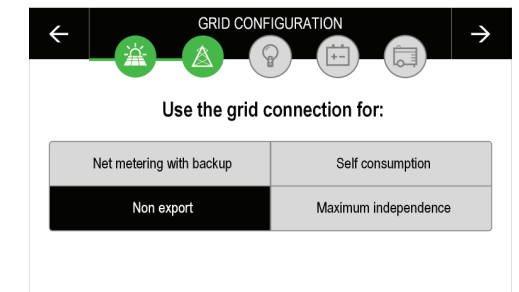 GRID CONFIGURATION
Use the grid connection for:
Net metering with backup
Self consumption
Non export
Maximum independence